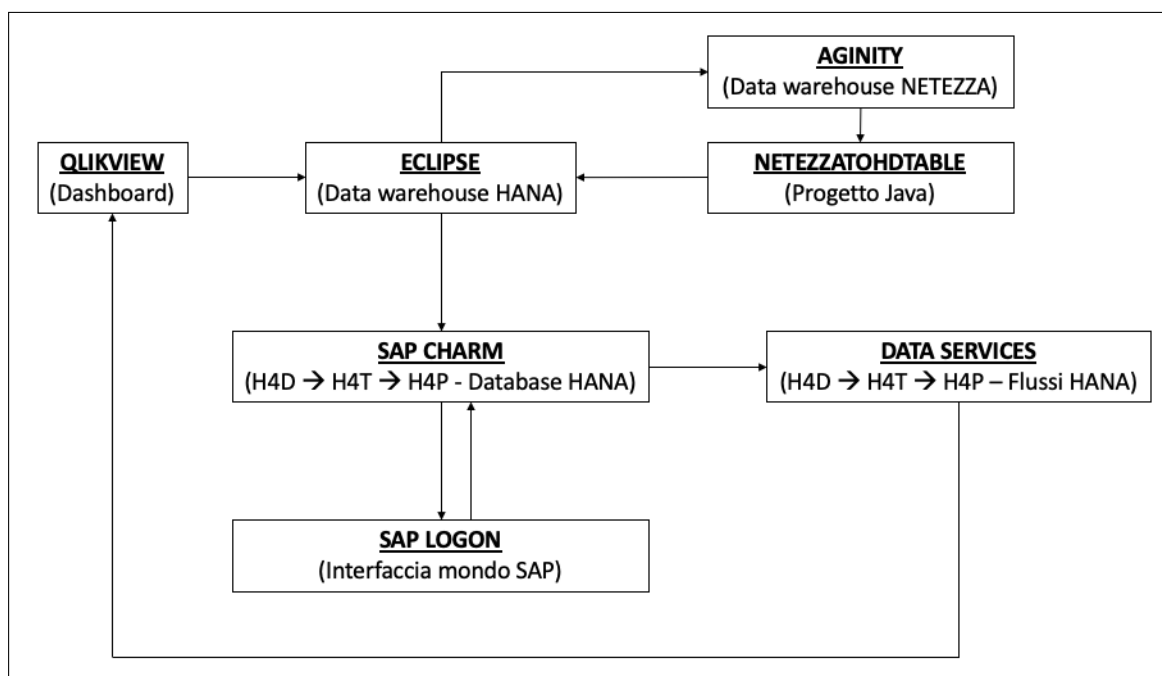 AGINITY
(Data warehouse NETEZZA)
QLIKVIEW
(Dashboard)
ECLIPSE
(Data warehouse HANA)
NETEZZATOHDTABLE
(Progetto Java)
SAP CHARM
(H4D → H4T → H4P - Database HANA)
DATA SERVICES
(H4D → H4T → H4P – Flussi HANA)
SAP LOGON
(Interfaccia mondo SAP)